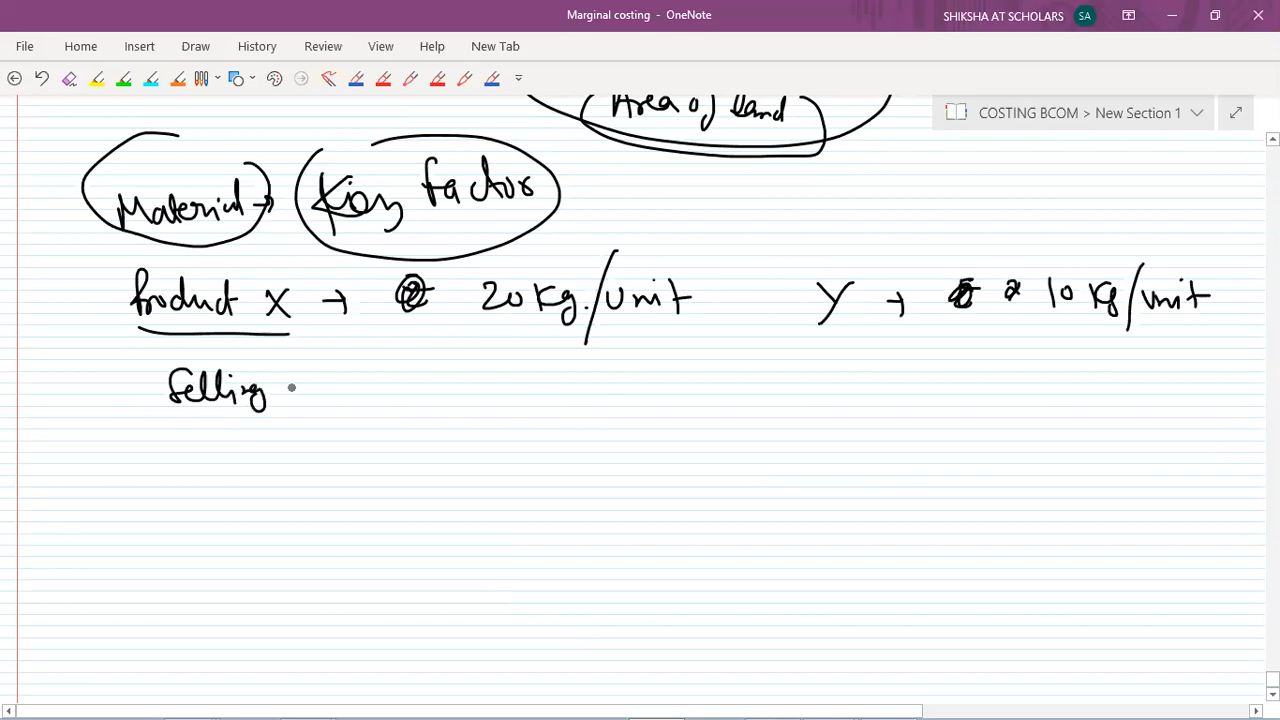 Marginal costing - OneNote
SHIKSHA AT SCHOLARS SA
File Home Insert Draw History Review View Help New Tab
COSTING BCOM > New Section 1
Area of land
Material → Key factor
Product X → 20 Kg./Unit Y → 10 Kg/Unit
Selling